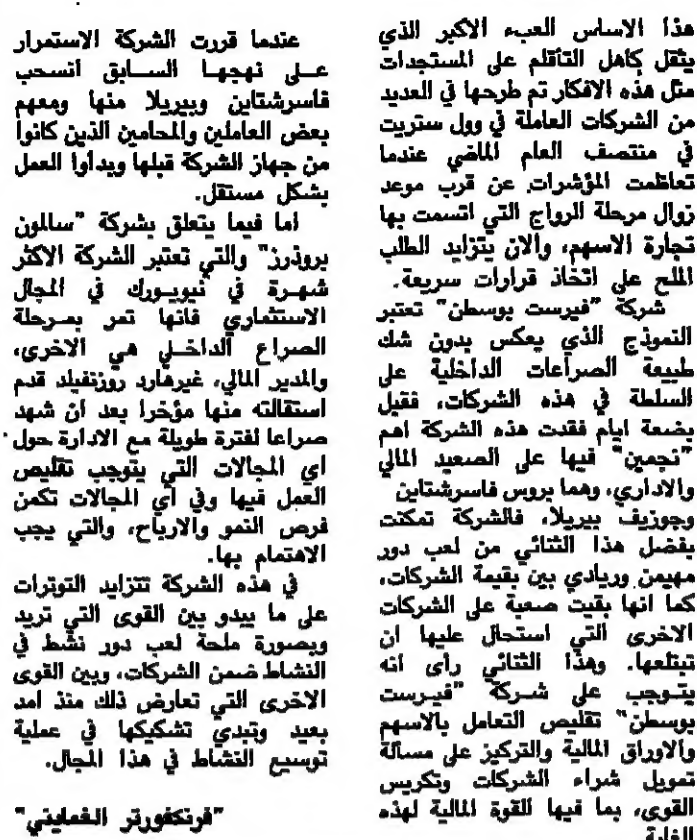 هذا الاساس العبء الاكبر الذي
يثقل كاهل التأقلم على المستجدات
مثل هذه الافكار تم طرحها في العديد
من الشركات العاملة في وول ستريت
في منتصف العام الماضي عندما
تعاظمت المؤشرات عن قرب موعد
زوال مرحلة الرواج التي اتسمت بها
تجارة الاسهم، والان يتزايد الطلب
الملح على اتخاذ قرارات سريعة.
شركة "فيرست بوسطن" تعتبر
النموذج الذي يعكس بدون شك
طبيعة الصراعات الداخلية على
السلطة في هذه الشركات، فقبل
بضعة ايام فقدت هذه الشركة اهم
"نجمين" فيها على الصعيد المالي
والاداري، وهما بروس فاسرشتاين
وجوزيف بيريلا، فالشركة تمكنت
بفضل هذا الثنائي من لعب دور
مهيمن وريادي بين بقيمة الشركات،
كما انها بقيت صعبة على الشركات
الاخرى التي استحال عليها ان
تبتلعها. وهذا الثنائي رأى انه
يتوجب على شركة "فيرست
بوسطن" تقليص التعامل بالاسهم
والاوراق المالية والتركيز على مسألة
تمويل شراء الشركات وتكريس
القوى، بما فيها القوة المالية لهذه
الغاية
عندما قررت الشركة الاستمرار
على نهجها السابق انسحب
فاسرشتاين وبيريلا منها ومعهم
بعض العاملين والمحامين الذين كانوا
من جهاز الشركة قبلها وبدأوا العمل
بشكل مستقل.
اما فيما يتعلق بشركة "سالمون
بروذرز" والتي تعتبر الشركة الاكثر
شهرة في نيويورك في المجال
الاستثماري فانها تمر بمرحلة
الصراع الداخلي هي الاخرى،
والمدير المالي، غيرهارد روزنفيلد قدم
استقالته منها مؤخرا بعد ان شهد
صراعا لفترة طويلة مع الادارة حول
اي المجالات التي يتوجب تقليص
العمل فيها وفي اي المجالات تكمن
فرص النمو والارباح، والتي يجب
الاهتمام بها.
في هذه الشركة تتزايد التوترات
على ما يبدو بين القوى التي تريد
وبصورة ملحة لعب دور نشط في
النشاط ضمن الشركات، وبين القوى
الاخرى التي تعارض ذلك منذ امد
بعيد وتبدي تشكيكها في عملية
توسيع النشاط في هذا المجال.
"فرنكفورتر الغماينتي"